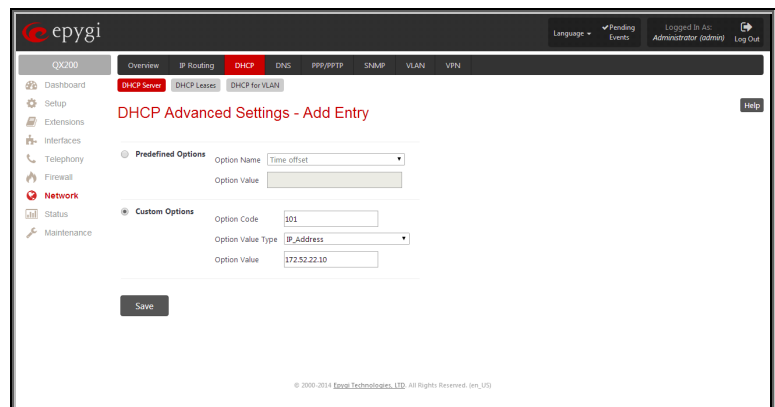 epygi
Language
Pending Events
Logged In As:
Administrator (admin)
Log Out
QX200
Overview
IP Routing
DHCP
DNS
PPP/PPTP
SNMP
VLAN
VPN
Dashboard
Setup
Extensions
Interfaces
Telephony
Firewall
Network
Status
Maintenance
DHCP Server
DHCP Leases
DHCP for VLAN
Help
DHCP Advanced Settings - Add Entry
Predefined Options
Option Name
Time offset
Option Value
Custom Options
Option Code
101
Option Value Type
IP_Address
Option Value
172.52.22.10
Save
© 2000-2014 Epygi Technologies, LTD. All Rights Reserved. (en_US)